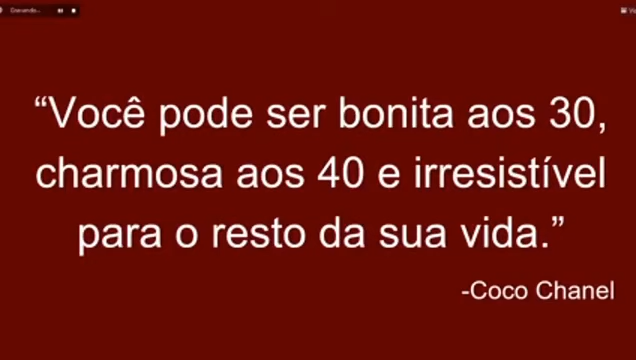 “Você pode ser bonita aos 30,
charmosa aos 40 e irresistível
para o resto da sua vida.”
-Coco Chanel